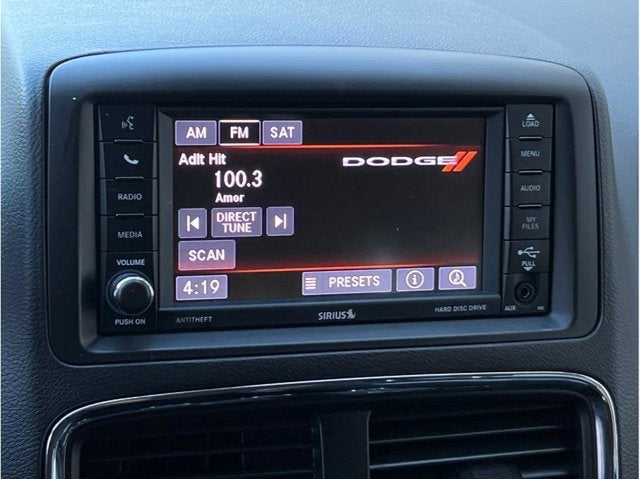 AM FM SAT
Adlt Hit
DODGE
100.3
Amor
DIRECT
TUNE
SCAN
4:19
PRESETS
RADIO
MEDIA
VOLUME
PUSH ON
ANTITHEFT
SIRIUS
HARD DISC DRIVE
LOAD
MENU
AUDIO
MY
FILES
PULL
AUX